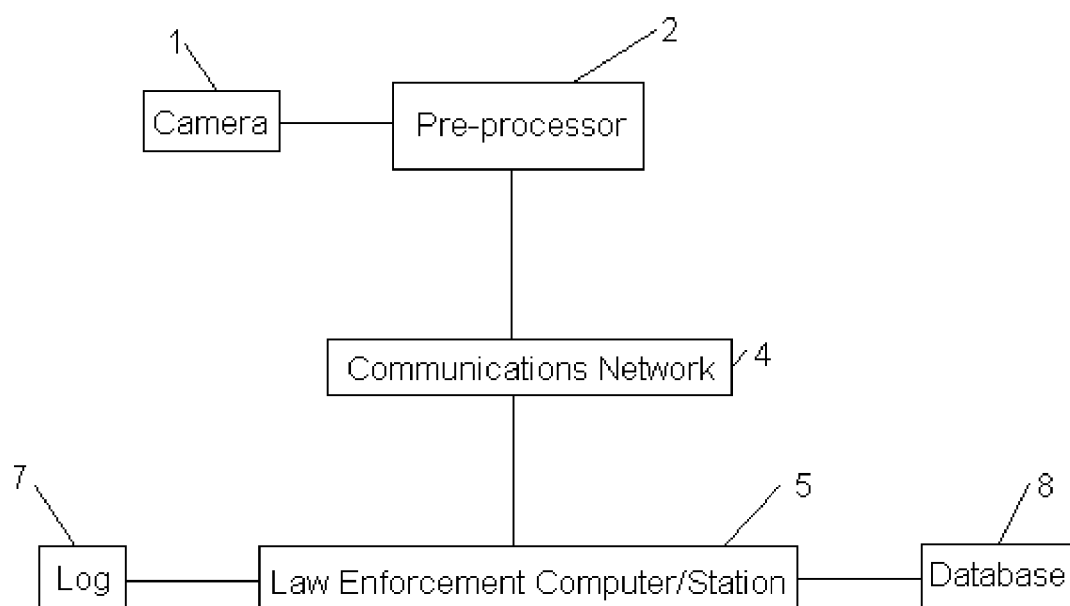 1
2
Camera
Pre-processor
Communications Network
4
7
5
8
Log
Law Enforcement Computer/Station
Database